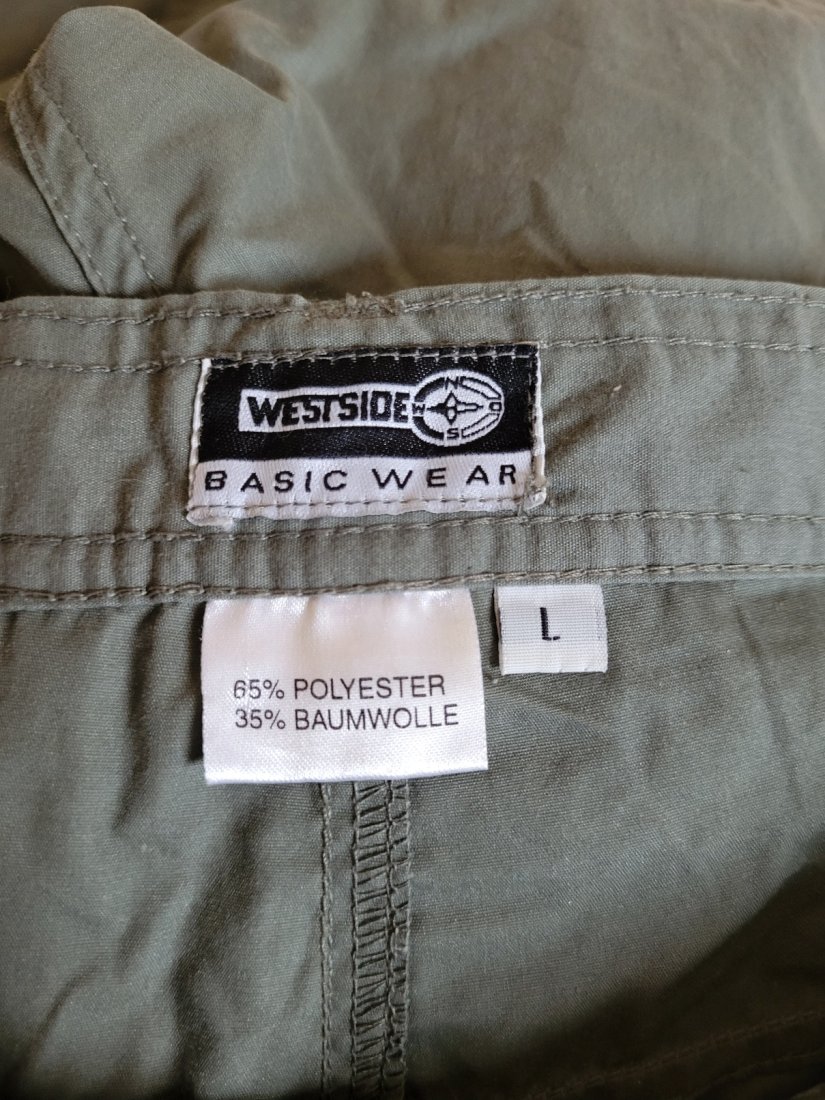 WESTSIDE
N
W O
S
BASIC WEAR
L
65% POLYESTER
35% BAUMWOLLE